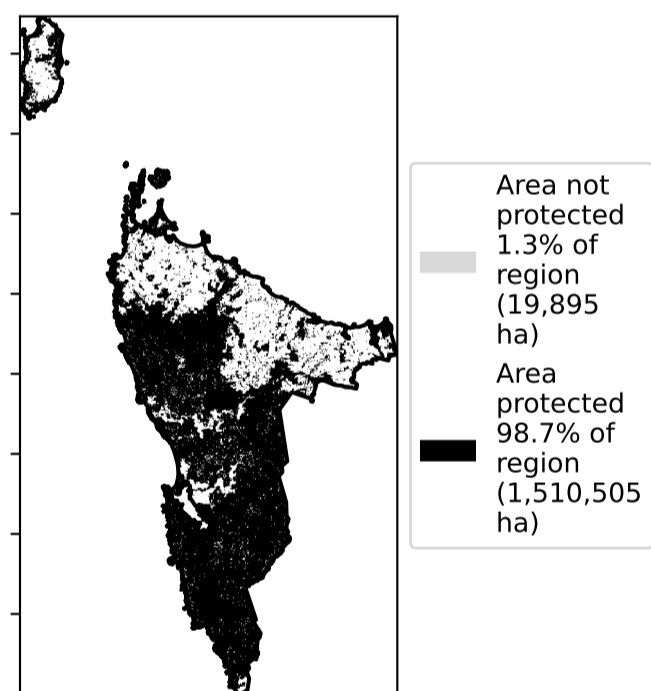 Area not
protected
1.3% of
region
(19,895
ha)
Area
protected
98.7% of
region
(1,510,505
ha)